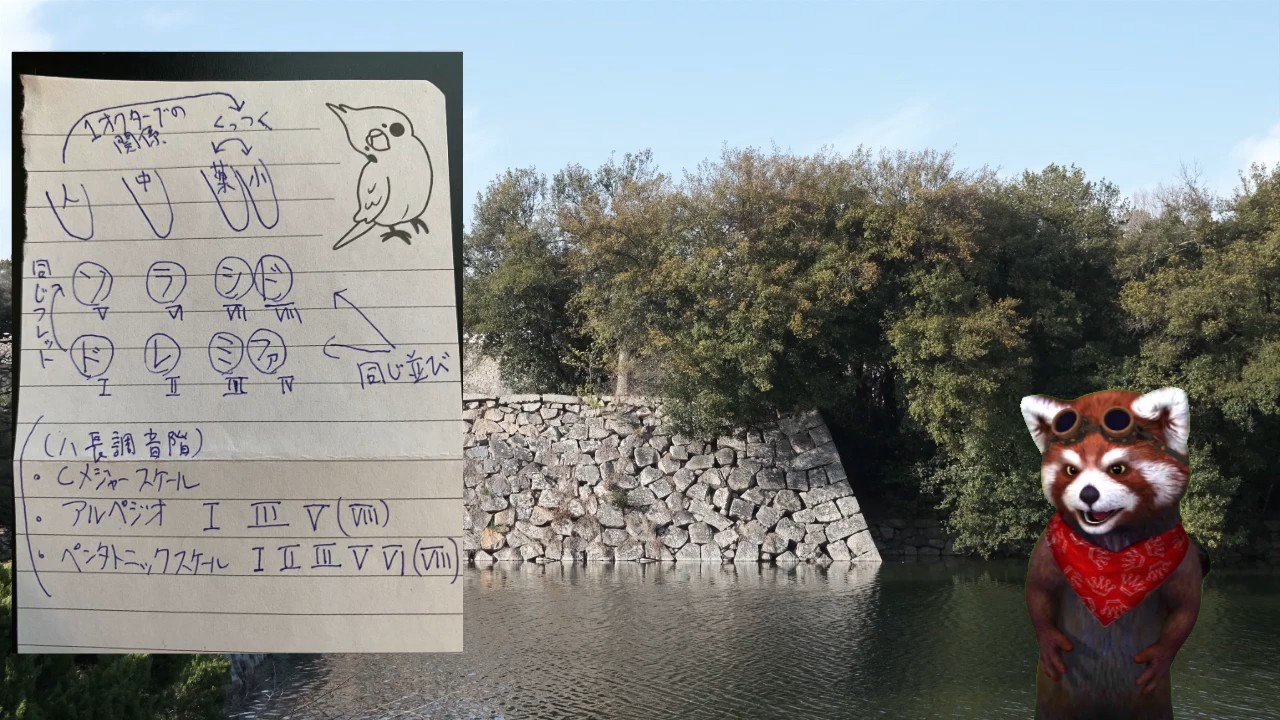 1オクターブの
関係
くっつく
人 中 薬 小
同じフレット
ソ ラ シ ド
V VI VII VIII
ド レ ミ ファ
I II III IV
同じ並び
(ハ長調音階)
・Cメジャースケール
・アルペジオ I III V (VIII)
・ペンタトニックスケール I II III V VI (VIII)